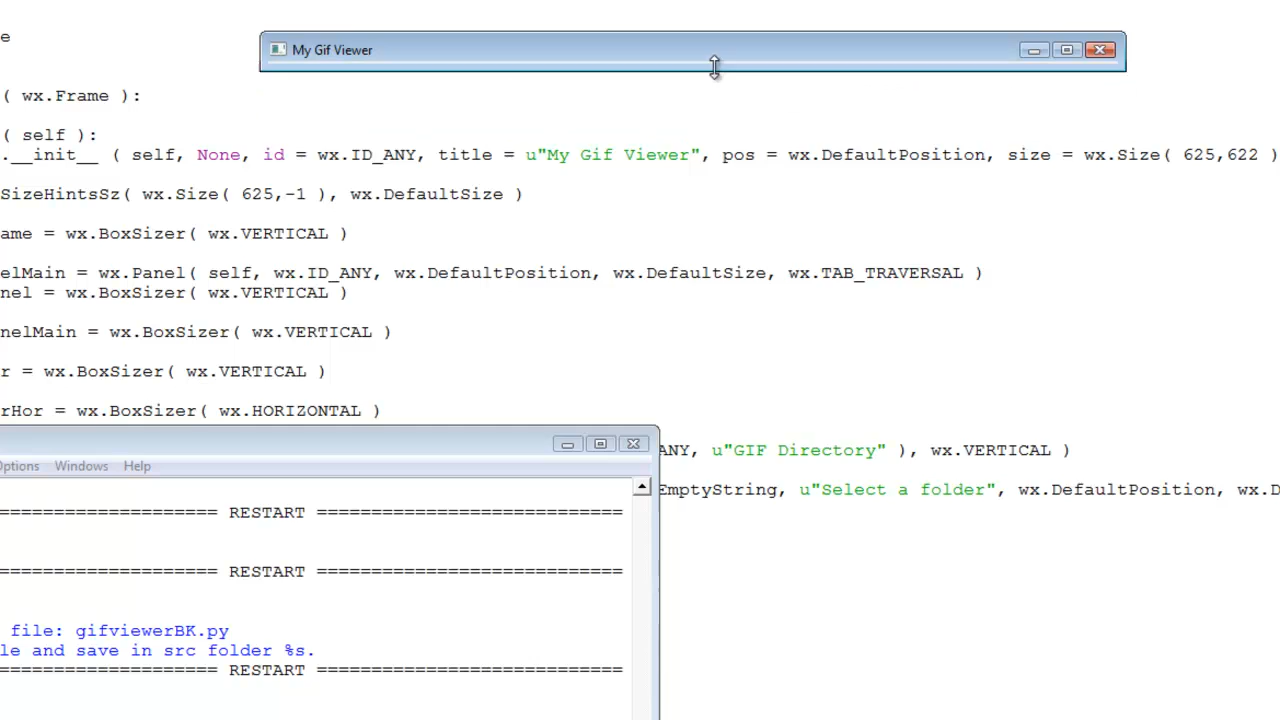 e
My Gif Viewer
( wx.Frame ):
( self ):
.__init__ ( self, None, id = wx.ID_ANY, title = u"My Gif Viewer", pos = wx.DefaultPosition, size = wx.Size( 625,622 )
SizeHintsSz( wx.Size( 625,-1 ), wx.DefaultSize )
ame = wx.BoxSizer( wx.VERTICAL )
elMain = wx.Panel( self, wx.ID_ANY, wx.DefaultPosition, wx.DefaultSize, wx.TAB_TRAVERSAL )
nel = wx.BoxSizer( wx.VERTICAL )
nelMain = wx.BoxSizer( wx.VERTICAL )
r = wx.BoxSizer( wx.VERTICAL )
rHor = wx.BoxSizer( wx.HORIZONTAL )
ANY, u"GIF Directory" ), wx.VERTICAL )
EmptyString, u"Select a folder", wx.DefaultPosition, wx.D
Options Windows Help
=================== RESTART ============================
=================== RESTART ============================
file: gifviewerBK.py
le and save in src folder %s.
=================== RESTART ============================